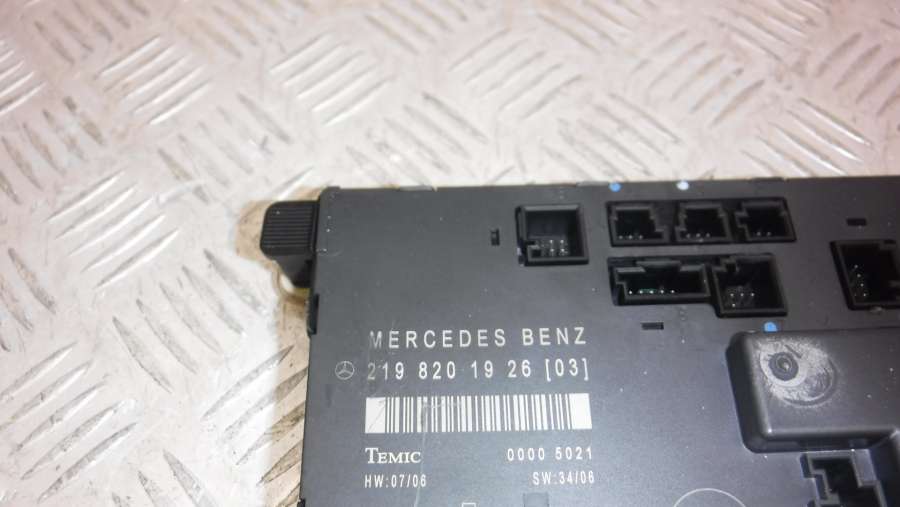 MERCEDES BENZ
219 820 19 26 [03]
TEMIC 0000 5021
HW:07/06 SW:34/06